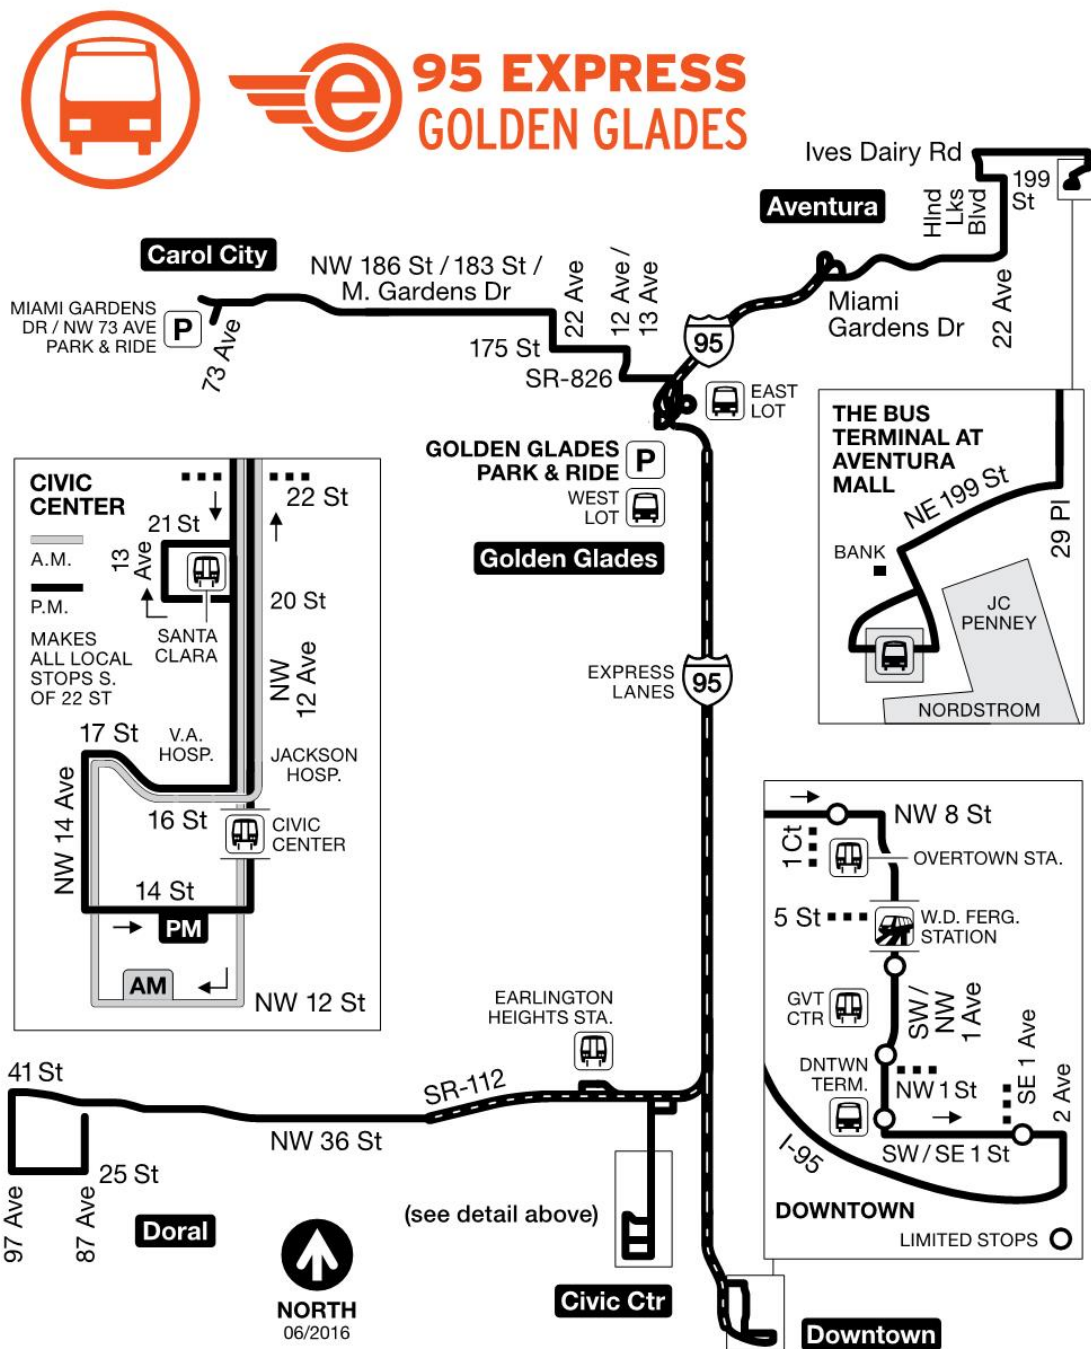 95 EXPRESS
GOLDEN GLADES
e
Ives Dairy Rd
199
St
Hlnd
Lks
Blvd
Aventura
Carol City
NW 186 St / 183 St /
M. Gardens Dr
22 Ave
12 Ave /
13 Ave
Miami
Gardens Dr
22 Ave
MIAMI GARDENS
DR / NW 73 AVE
PARK & RIDE
P
73 Ave
175 St
SR-826
95
EAST
LOT
GOLDEN GLADES
PARK & RIDE
P
WEST
LOT
Golden Glades
EXPRESS
LANES
95
THE BUS
TERMINAL AT
AVENTURA
MALL
NE 199 St
29 Pl
BANK
JC
PENNEY
NORDSTROM
CIVIC
CENTER
A.M.
P.M.
MAKES
ALL LOCAL
STOPS S.
OF 22 ST
22 St
21 St
13
Ave
20 St
SANTA
CLARA
NW
12 Ave
17 St
V.A.
HOSP.
JACKSON
HOSP.
NW 14 Ave
16 St
CIVIC
CENTER
14 St
PM
AM
NW 12 St
NW 8 St
1 Ct
OVERTOWN STA.
5 St
W.D. FERG.
STATION
GVT
CTR
SW /
NW
1 Ave
DNTWN
TERM.
NW 1 St
SE 1 Ave
2 Ave
SW / SE 1 St
I-95
DOWNTOWN
LIMITED STOPS
EARLINGTON
HEIGHTS STA.
41 St
SR-112
NW 36 St
25 St
97 Ave
87 Ave
Doral
(see detail above)
NORTH
06/2016
Civic Ctr
Downtown